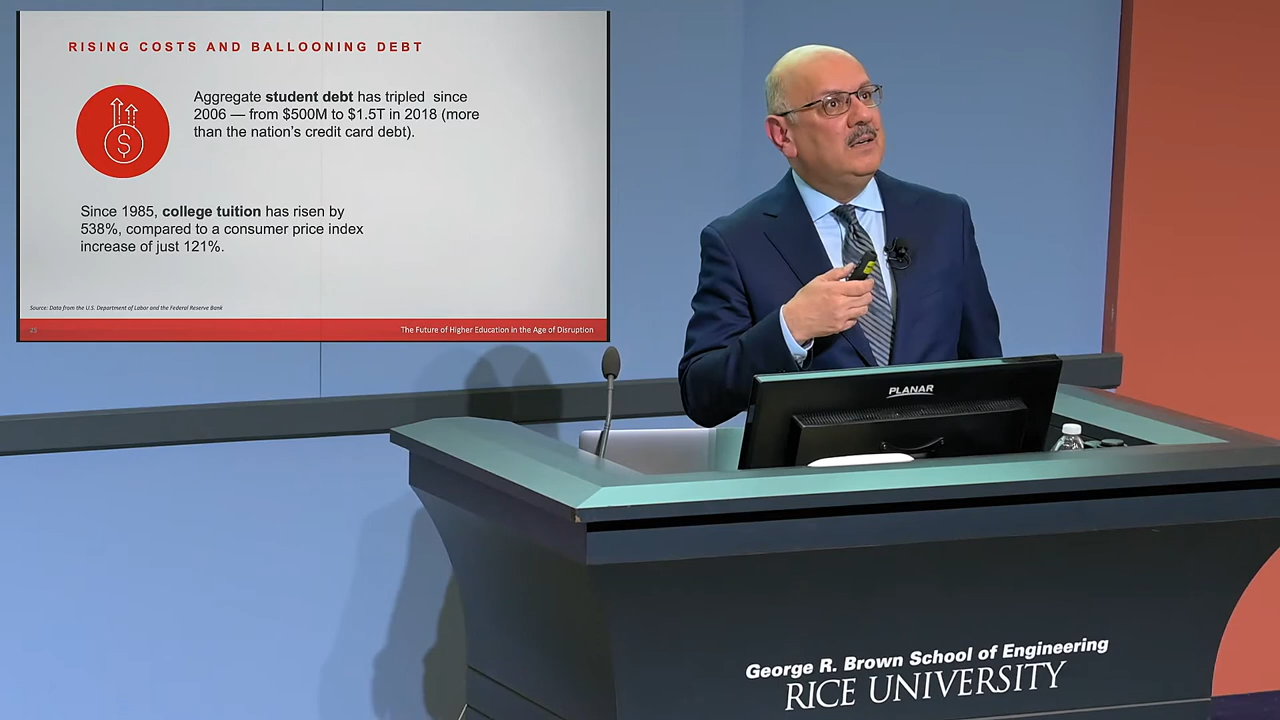 RISING COSTS AND BALLOONING DEBT
Aggregate student debt has tripled since
2006 — from $500M to $1.5T in 2018 (more
than the nation's credit card debt).
$
Since 1985, college tuition has risen by
538%, compared to a consumer price index
increase of just 121%.
Source: Data from the U.S. Department of Labor and the Federal Reserve Bank
25
The Future of Higher Education in the Age of Disruption
PLANAR
George R. Brown School of Engineering
RICE UNIVERSITY